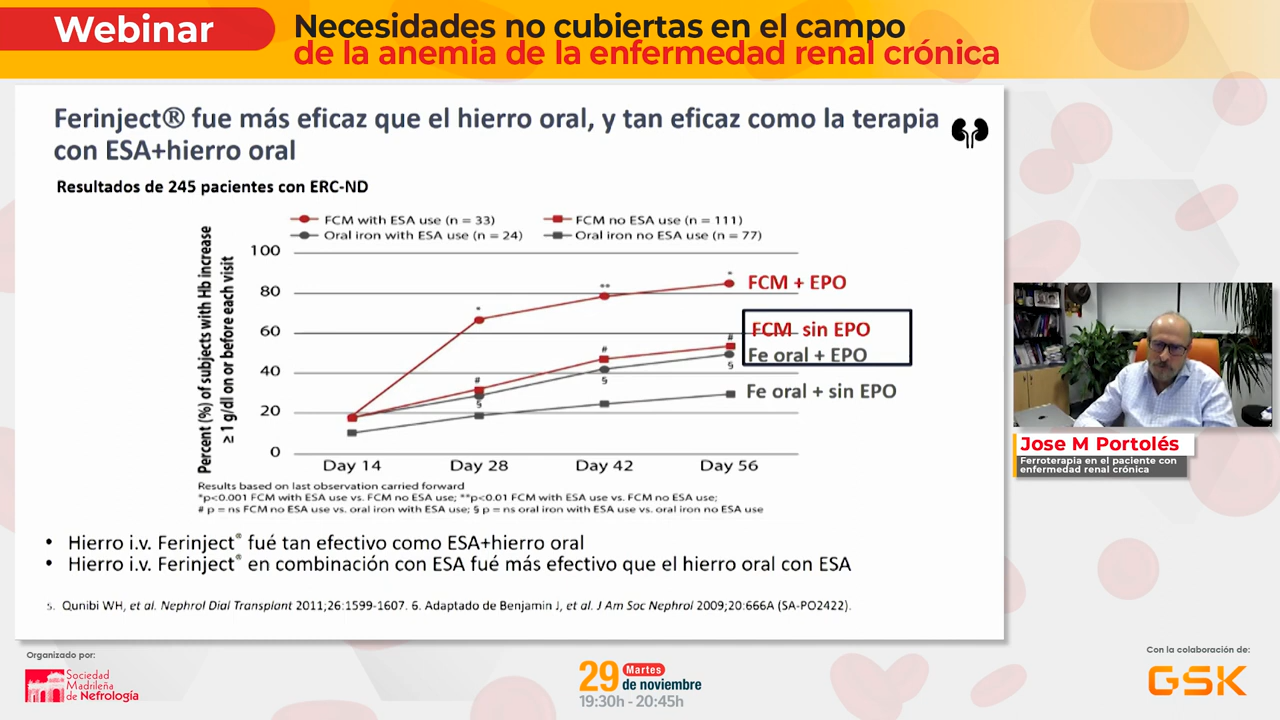 Webinar
Necesidades no cubiertas en el campo
de la anemia de la enfermedad renal crónica
Ferinject® fue más eficaz que el hierro oral, y tan eficaz como la terapia
con ESA+hierro oral
Resultados de 245 pacientes con ERC-ND
FCM with ESA use (n = 33)
FCM no ESA use (n = 111)
Oral iron with ESA use (n = 24)
Oral iron no ESA use (n = 77)
Percent (%) of subjects with Hb increase
≥ 1 g/dl on or before each visit
100
80
60
40
20
0
*
**
*
#
#
#
§
§
§
FCM + EPO
FCM sin EPO
Fe oral + EPO
Fe oral + sin EPO
Day 14
Day 28
Day 42
Day 56
Results based on last observation carried forward
*p<0.001 FCM with ESA use vs. FCM no ESA use; **p<0.01 FCM with ESA use vs. FCM no ESA use;
# p = ns FCM no ESA use vs. oral iron with ESA use; § p = ns oral iron with ESA use vs. oral iron no ESA use
• Hierro i.v. Ferinject® fué tan efectivo como ESA+hierro oral
• Hierro i.v. Ferinject® en combinación con ESA fué más efectivo que el hierro oral con ESA
5. Qunibi WH, et al. Nephrol Dial Transplant 2011;26:1599-1607. 6. Adaptado de Benjamin J, et al. J Am Soc Nephrol 2009;20:666A (SA-PO2422).
Jose M Portolés
Ferroterapia en el paciente con
enfermedad renal crónica
Organizado por:
Sociedad
Madrileña
de Nefrología
29
Martes
de noviembre
19:30h - 20:45h
Con la colaboración de:
GSK